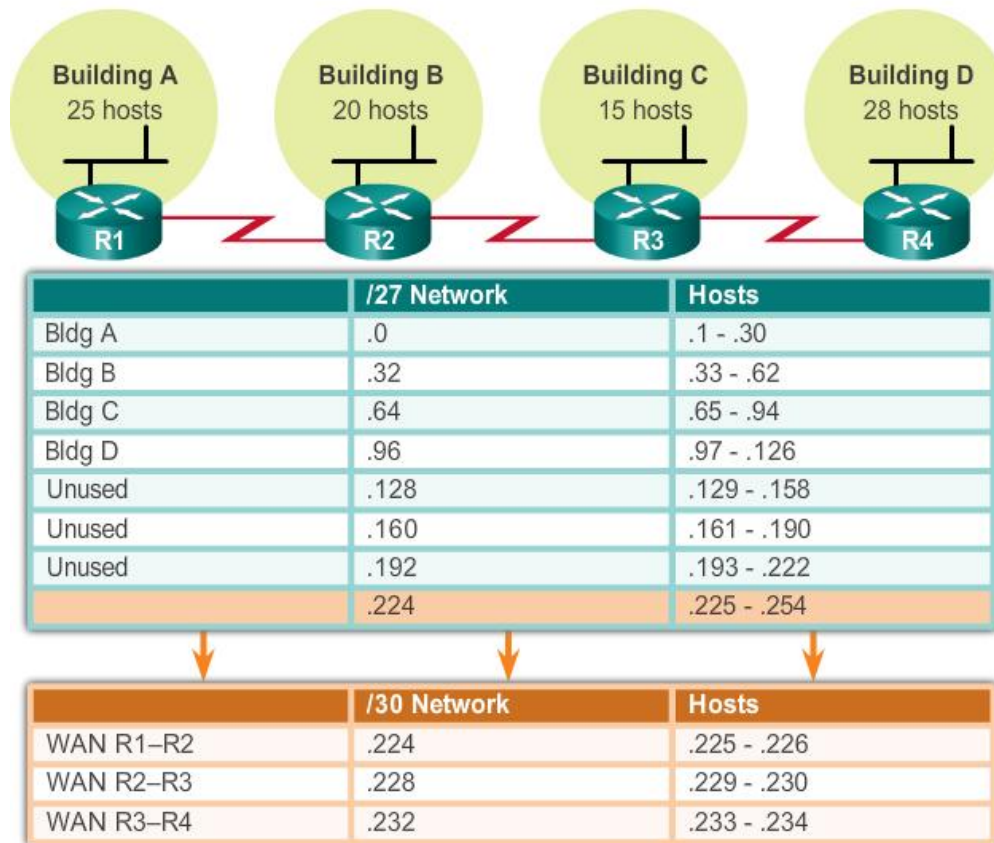 Building A
25 hosts
Building B
20 hosts
Building C
15 hosts
Building D
28 hosts
R1
R2
R3
R4
/27 Network Hosts
Bldg A .0 .1 - .30
Bldg B .32 .33 - .62
Bldg C .64 .65 - .94
Bldg D .96 .97 - .126
Unused .128 .129 - .158
Unused .160 .161 - .190
Unused .192 .193 - .222
.224 .225 - .254
/30 Network Hosts
WAN R1–R2 .224 .225 - .226
WAN R2–R3 .228 .229 - .230
WAN R3–R4 .232 .233 - .234